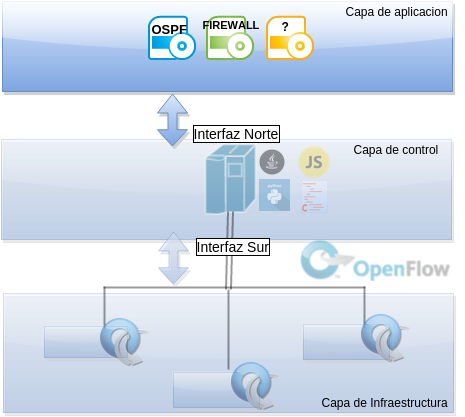 Capa de aplicacion
OSPF
FIREWALL
?
Interfaz Norte
Capa de control
JS
python
Interfaz Sur
OpenFlow
Capa de Infraestructura